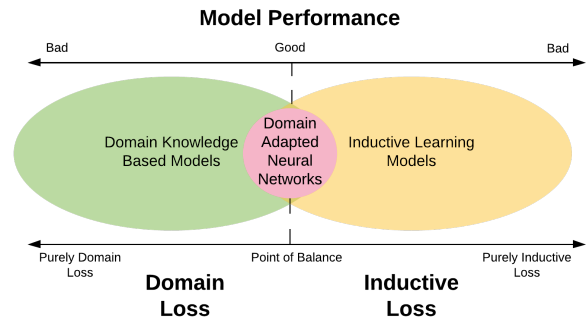 Model Performance
Bad
Good
Bad
Domain Knowledge
Based Models
Domain
Adapted
Neural
Networks
Inductive Learning
Models
Purely Domain
Loss
Point of Balance
Purely Inductive
Loss
Domain
Loss
Inductive
Loss